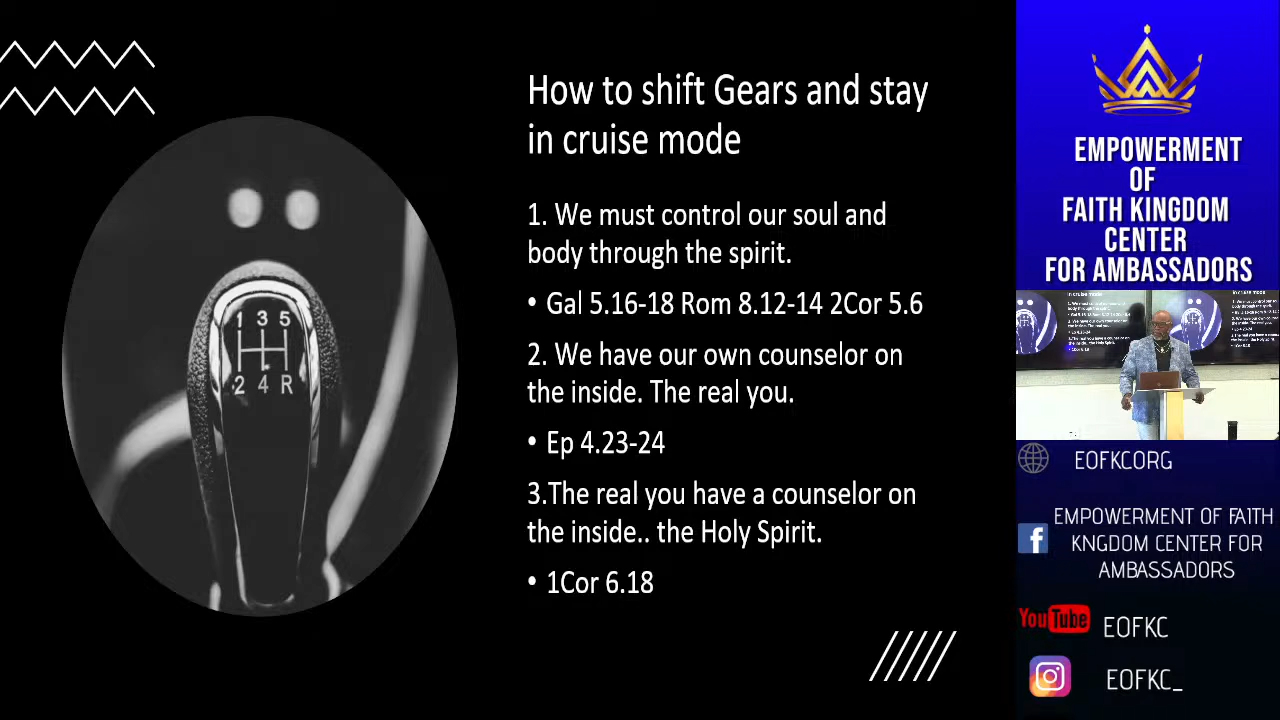 How to shift Gears and stay
in cruise mode
1. We must control our soul and
body through the spirit.
• Gal 5.16-18 Rom 8.12-14 2Cor 5.6
2. We have our own counselor on
the inside. The real you.
• Ep 4.23-24
3.The real you have a counselor on
the inside.. the Holy Spirit.
• 1Cor 6.18
1 3 5
2 4 R
EMPOWERMENT
OF
FAITH KINGDOM
CENTER
FOR AMBASSADORS
EOFKCORG
f
EMPOWERMENT OF FAITH
KNGDOM CENTER FOR
AMBASSADORS
YouTube
EOFKC
EOFKC_